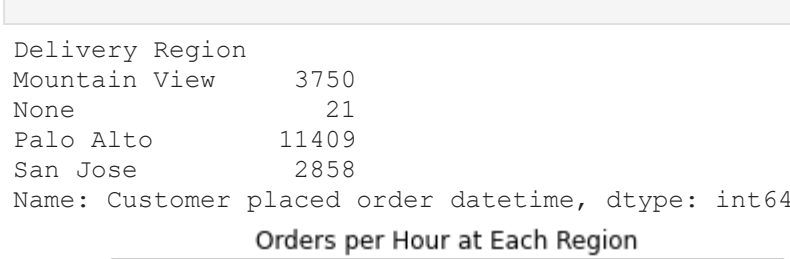 Delivery Region
Mountain View 3750
None 21
Palo Alto 11409
San Jose 2858
Name: Customer placed order datetime, dtype: int64
Orders per Hour at Each Region